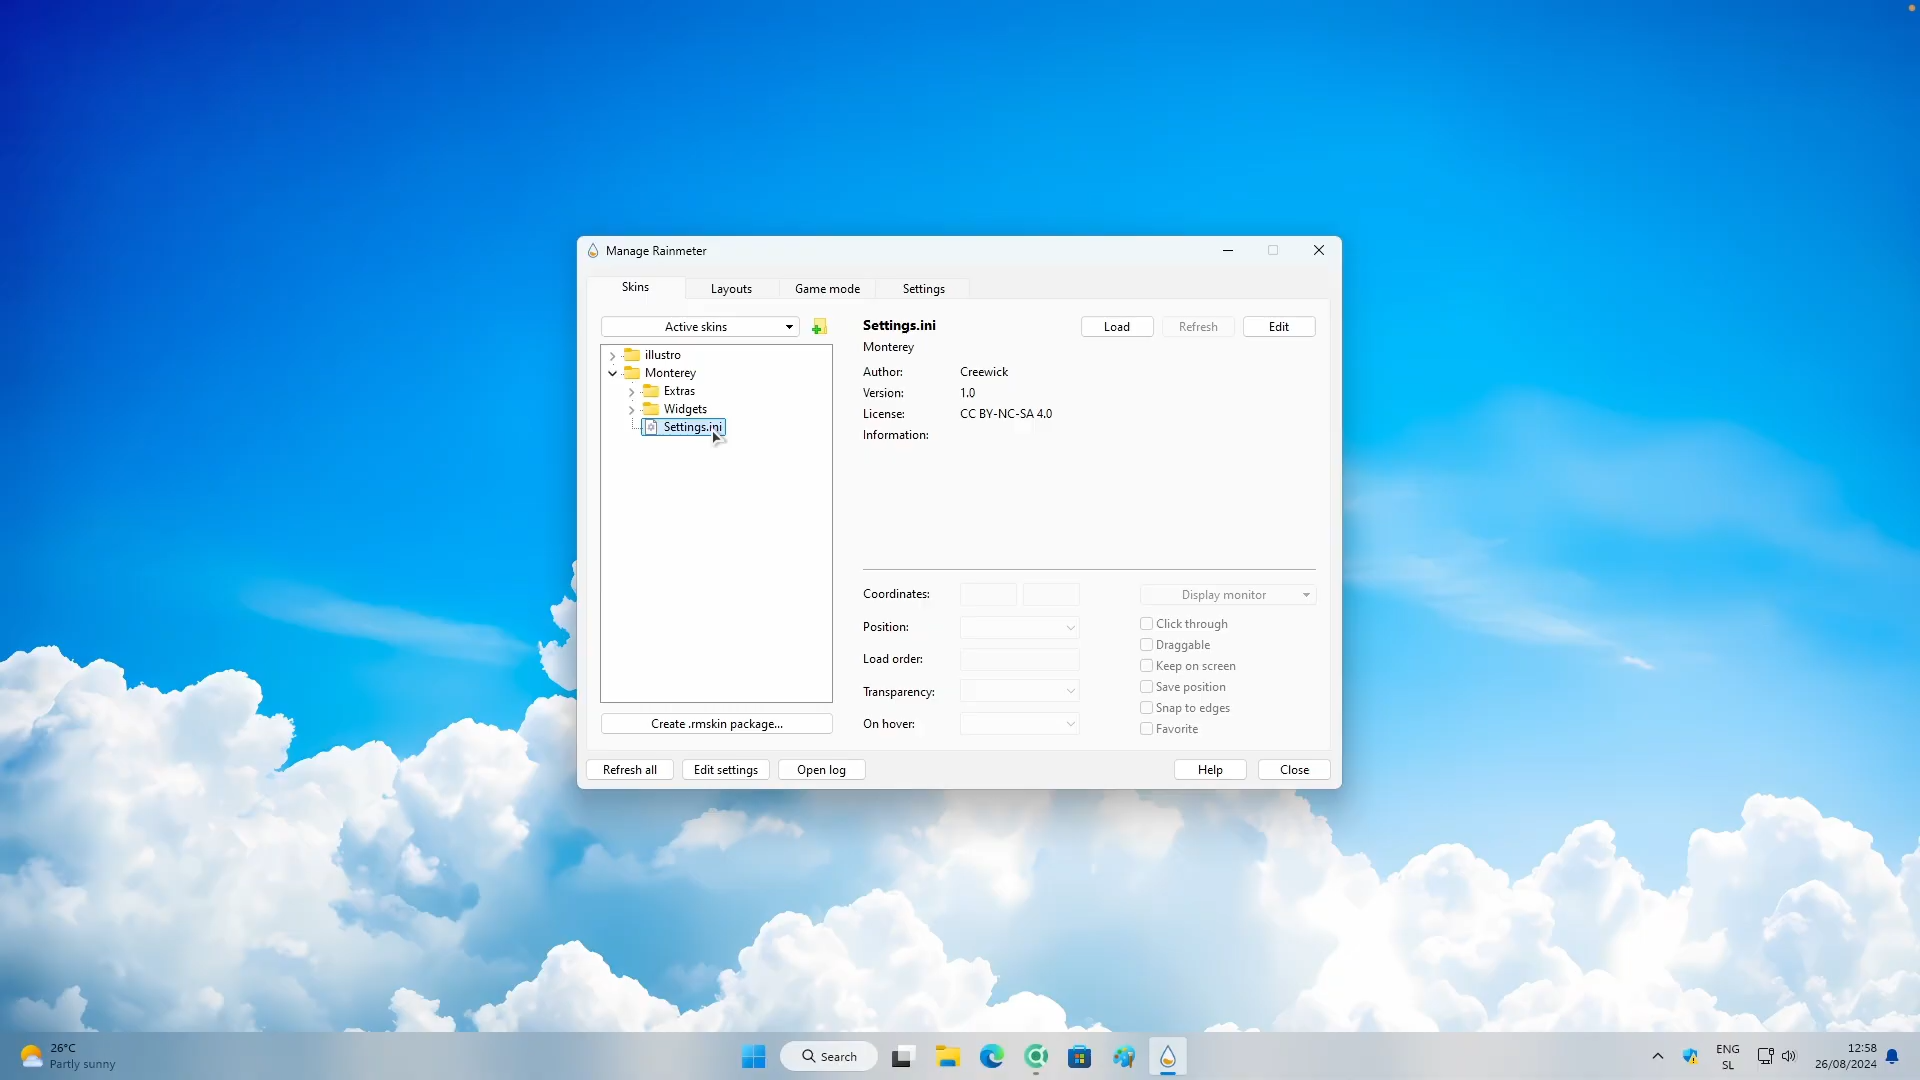 Manage Rainmeter
Skins
Layouts
Game mode
Settings
Active skins
illustro
Monterey
Extras
Widgets
Settings.ini
Create .rmskin package...
Settings.ini
Load
Refresh
Edit
Monterey
Author: Creewick
Version: 1.0
License: CC BY-NC-SA 4.0
Information:
Coordinates:
Position:
Load order:
Transparency:
On hover:
Display monitor
Click through
Draggable
Keep on screen
Save position
Snap to edges
Favorite
Refresh all
Edit settings
Open log
Help
Close
26°C
Partly sunny
Search
ENG
SL
12:58
26/08/2024